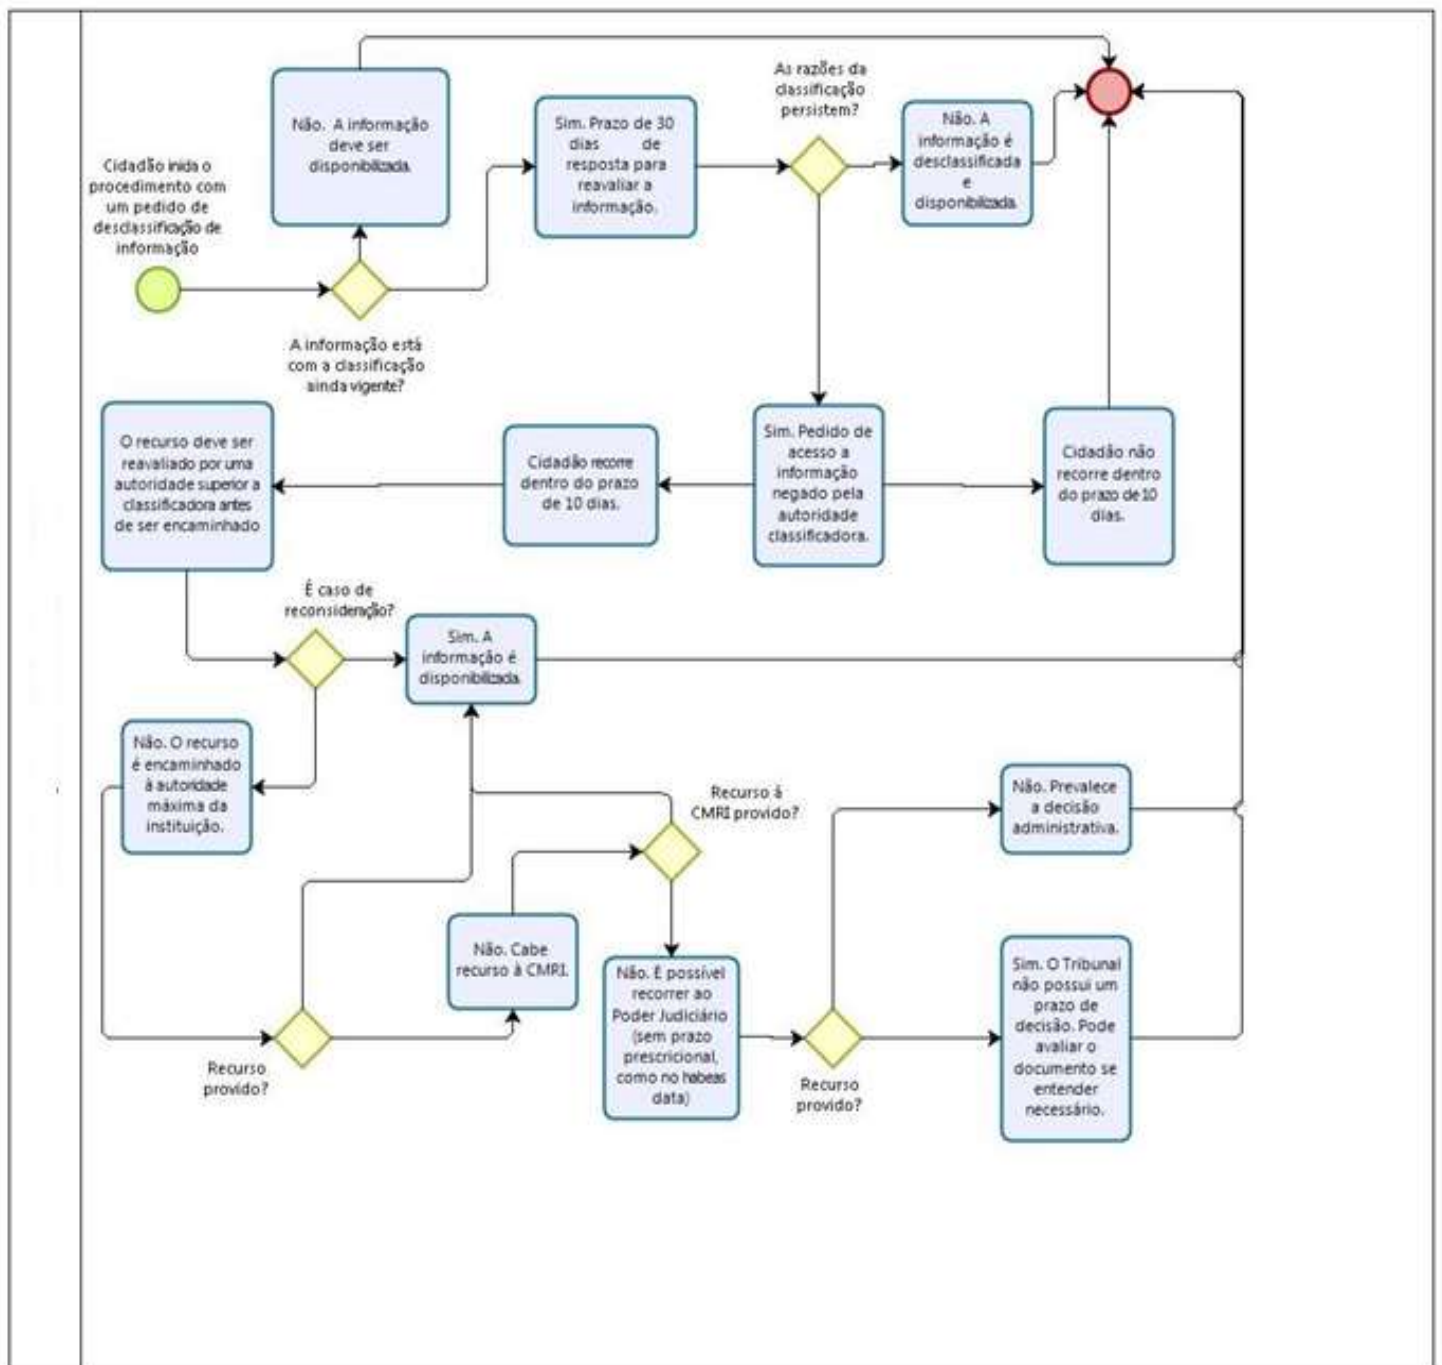 Cidadão inicia o
procedimento com
um pedido de
desclassificação de
informação
Não. A informação
deve ser
disponibilizada.
A informação está
com a classificação
ainda vigente?
Sim. Prazo de 30
dias de
resposta para
reavaliar a
informação.
As razões da
classificação
persistem?
Não. A
informação é
desclassificada
e
disponibilizada.
O recurso deve ser
reavaliado por uma
autoridade superior a
classificadora antes
de ser encaminhado
Cidadão recorre
dentro do prazo
de 10 dias.
Sim. Pedido de
acesso a
informação
negado pela
autoridade
classificadora.
Cidadão não
recorre dentro
do prazo de 10
dias.
É caso de
reconsideração?
Sim. A
informação é
disponibilizada.
Não. O recurso
é encaminhado
à autoridade
máxima da
instituição.
Recurso à
CMRI provido?
Não. Prevalece
a decisão
administrativa.
Não. Cabe
recurso à CMRI.
Recurso
provido?
Não. É possível
recorrer ao
Poder Judiciário
(sem prazo
prescricional,
como no habeas
data)
Recurso
provido?
Sim. O Tribunal
não possui um
prazo de
decisão. Pode
avaliar o
documento se
entender
necessário.